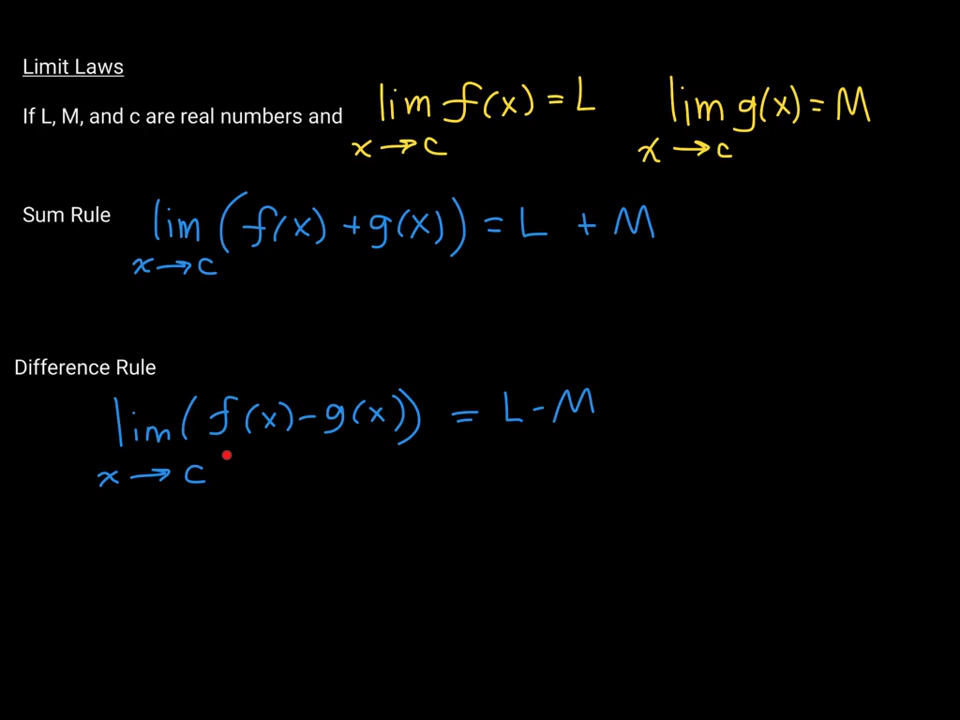 Limit Laws
If L, M, and c are real numbers and lim f(x) = L lim g(x) = M
x → c x → c
Sum Rule lim (f(x) + g(x)) = L + M
x → c
Difference Rule
lim (f(x) - g(x)) = L - M
x → c